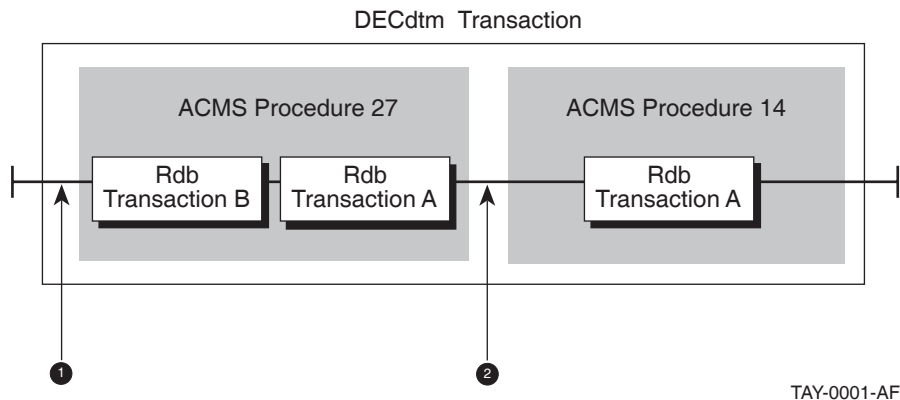 DECdtm Transaction
ACMS Procedure 27
ACMS Procedure 14
Rdb
Transaction B
Rdb
Transaction A
Rdb
Transaction A
1
2
TAY-0001-AF